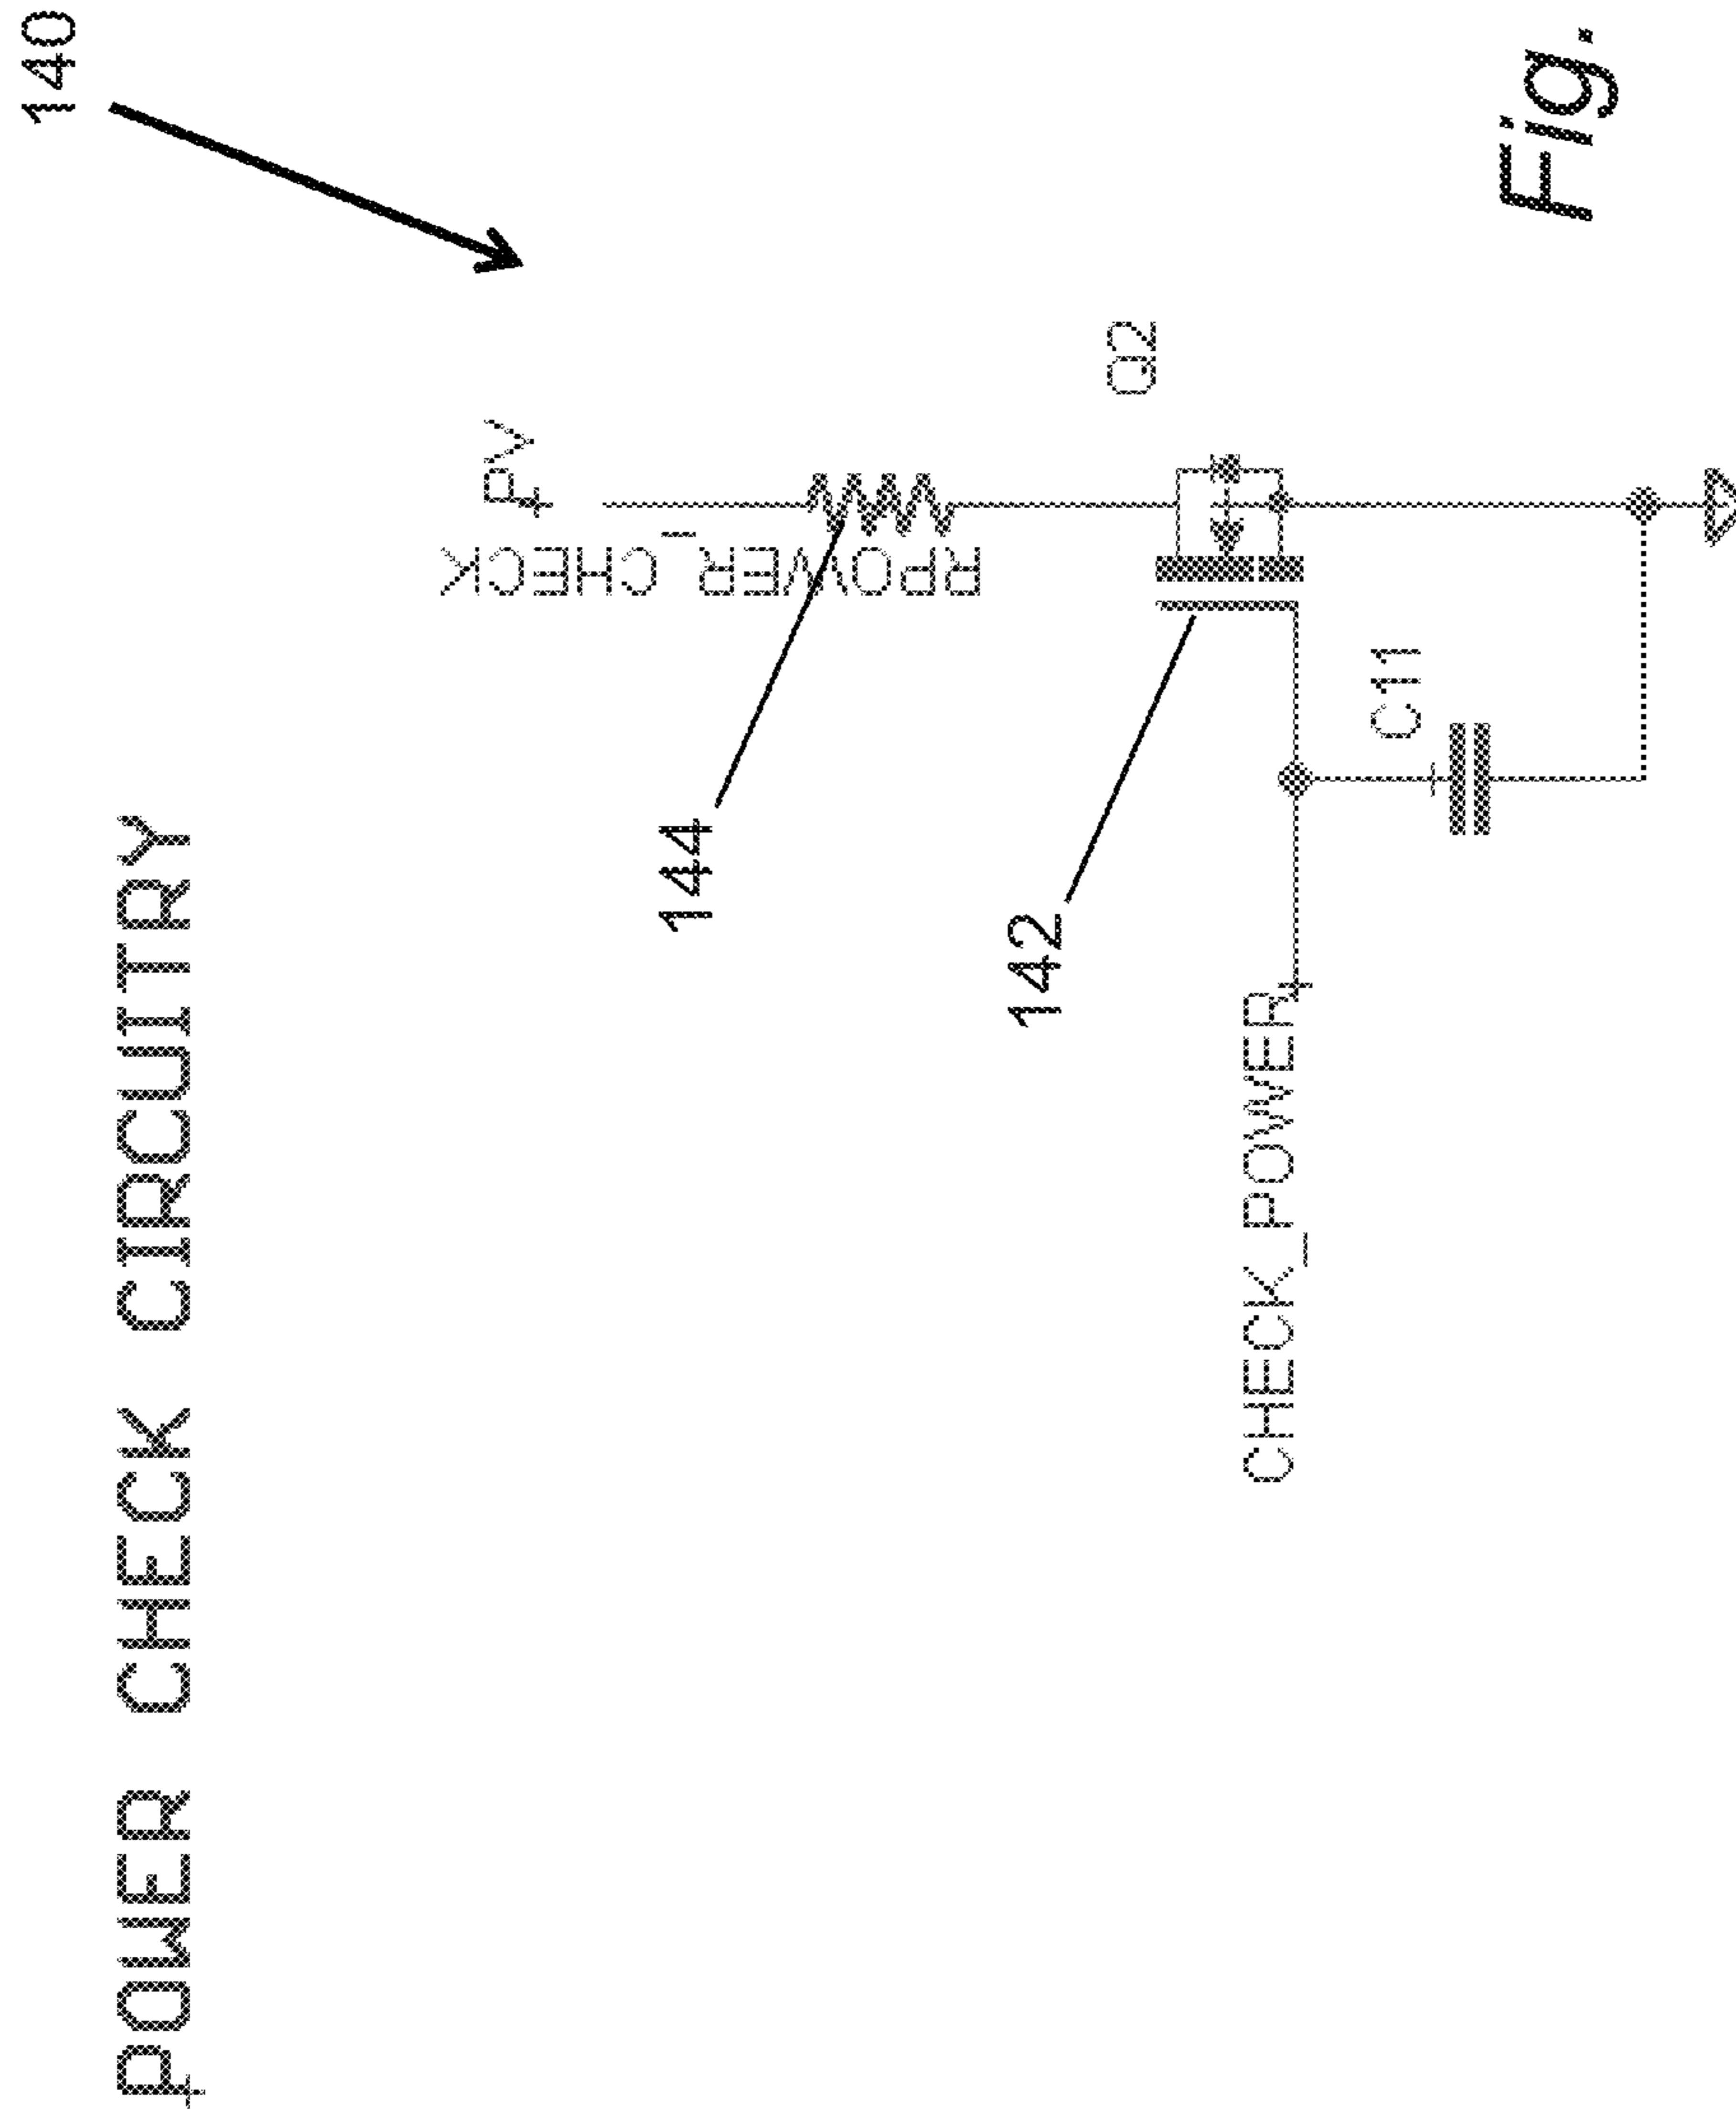 POWER CHECK CIRCUITRY
140
PV
RPOWER_CHECK
144
Q2
142
CHECK_POWER
C11
Fig.